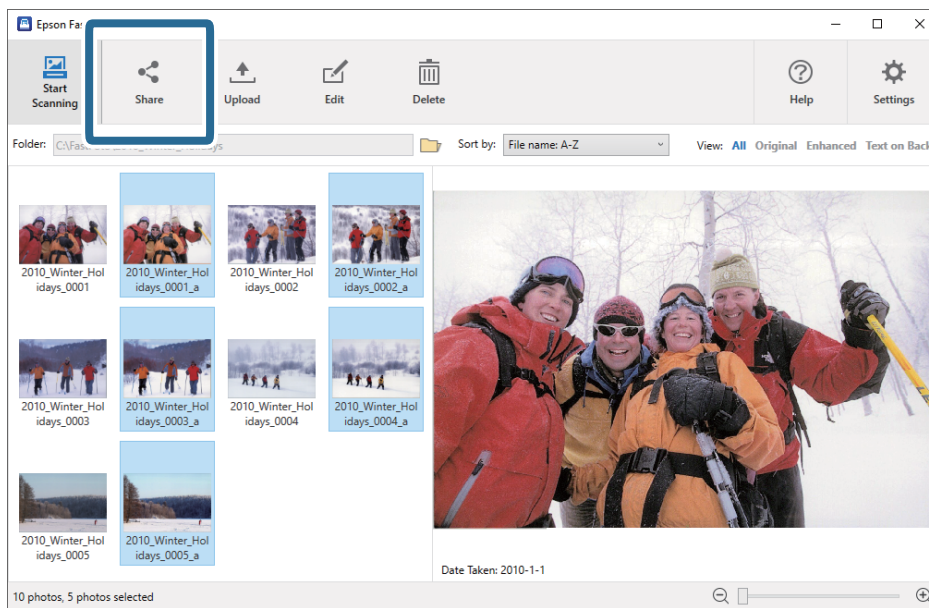 Epson Fas
Start
Scanning
Share
Upload
Edit
Delete
Help
Settings
Folder:
Sort by: File name: A-Z
View: All Original Enhanced Text on Back
2010_Winter_Hol
idays_0001
2010_Winter_Hol
idays_0001_a
2010_Winter_Hol
idays_0002
2010_Winter_Hol
idays_0002_a
2010_Winter_Hol
idays_0003
2010_Winter_Hol
idays_0003_a
2010_Winter_Hol
idays_0004
2010_Winter_Hol
idays_0004_a
2010_Winter_Hol
idays_0005
2010_Winter_Hol
idays_0005_a
Date Taken: 2010-1-1
10 photos, 5 photos selected